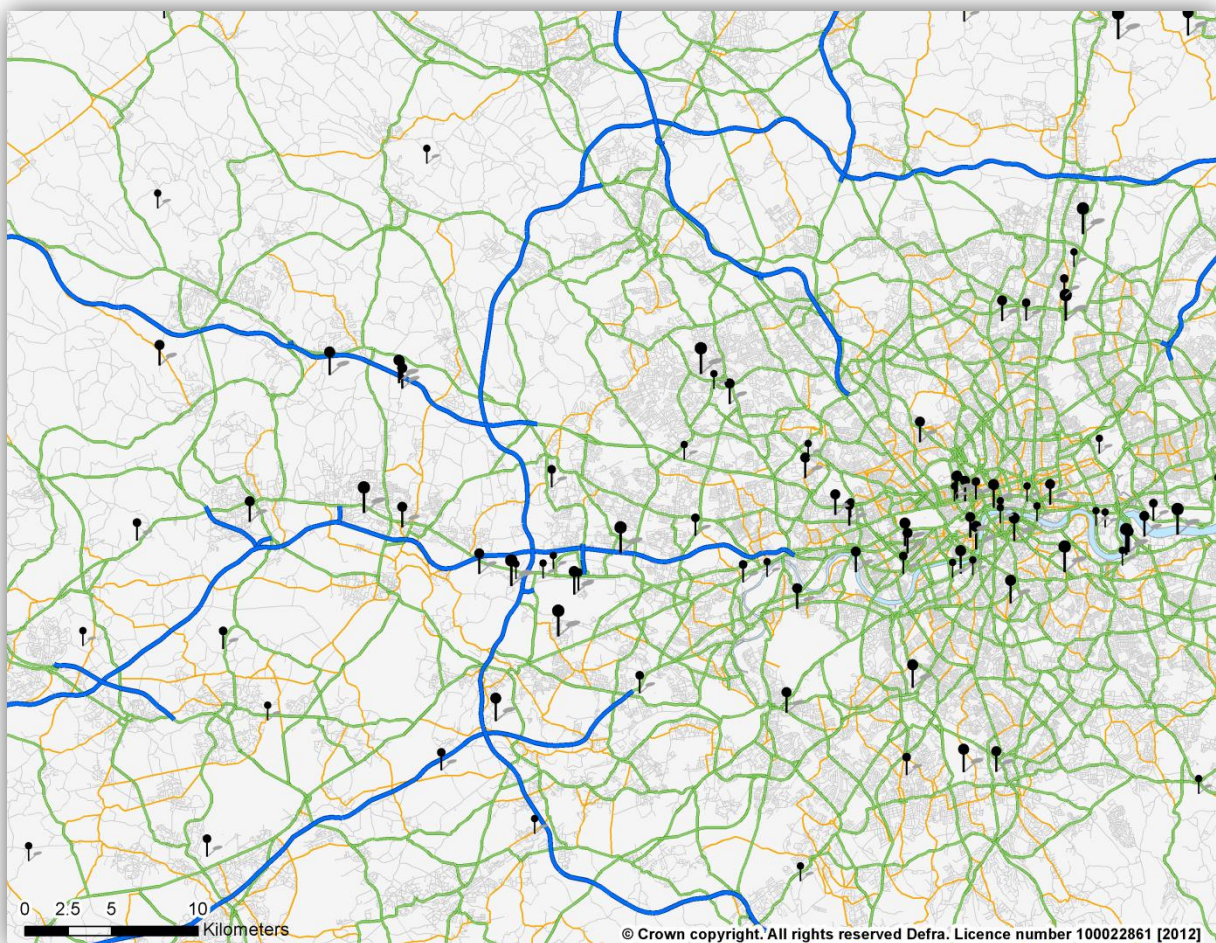 0 2.5 5 10
Kilometers
© Crown copyright. All rights reserved Defra. Licence number 100022861 [2012]